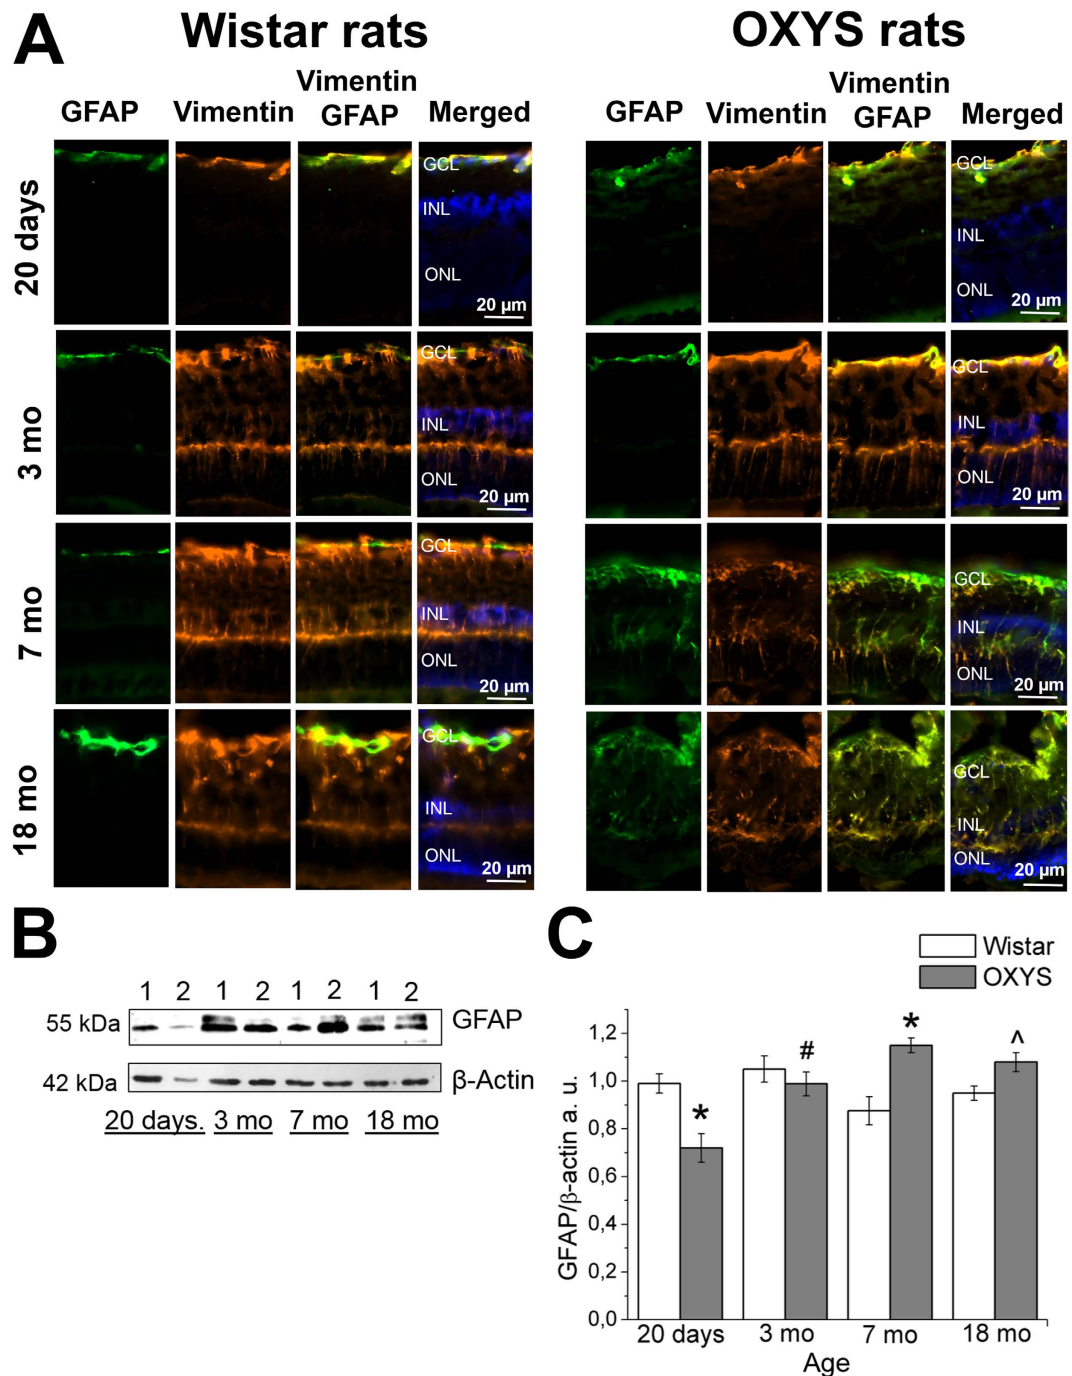 A
Wistar rats
OXYS rats
GFAP
Vimentin
Vimentin
GFAP
Merged
GFAP
Vimentin
Vimentin
GFAP
Merged
20 days
GCL
INL
ONL
20 µm
GCL
INL
ONL
20 µm
3 mo
GCL
INL
ONL
20 µm
GCL
INL
ONL
20 µm
7 mo
GCL
INL
ONL
20 µm
GCL
INL
ONL
20 µm
18 mo
GCL
INL
ONL
20 µm
GCL
INL
ONL
20 µm
B
1 2 1 2 1 2 1 2
55 kDa
GFAP
42 kDa
β-Actin
20 days. 3 mo 7 mo 18 mo
C
Wistar
OXYS
GFAP/β-actin a. u.
1,2
1,0
0,8
0,6
0,4
0,2
0,0
*
#
*
^
20 days 3 mo 7 mo 18 mo
Age